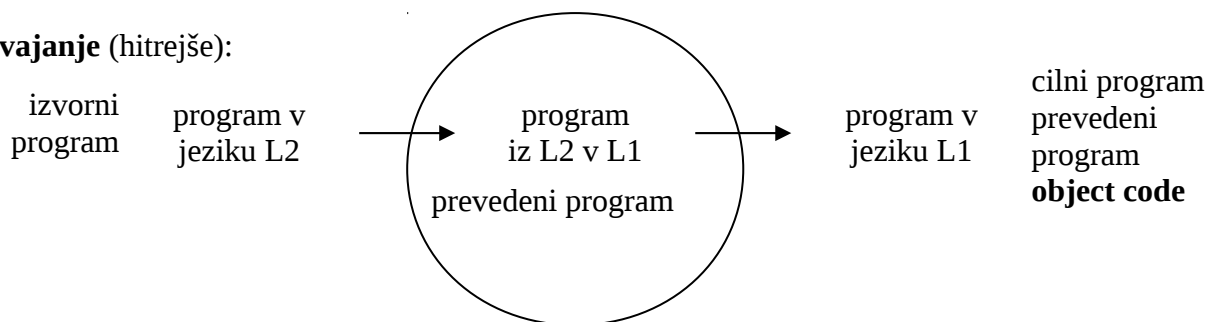 vajanje (hitrejše):
izvorni
program
program v
jeziku L2
program
iz L2 v L1
prevedeni program
program v
jeziku L1
cilni program
prevedeni
program
object code